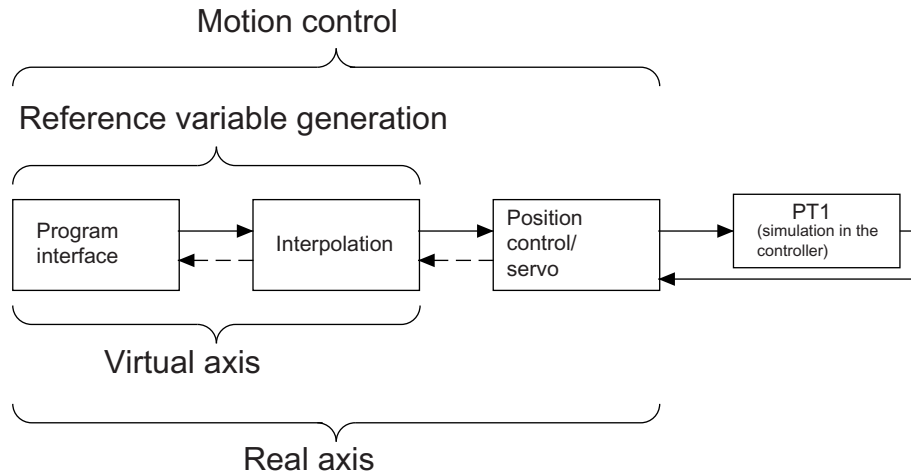 Motion control
Reference variable generation
Program
interface
Interpolation
Position
control/
servo
PT1
(simulation in the
controller)
Virtual axis
Real axis